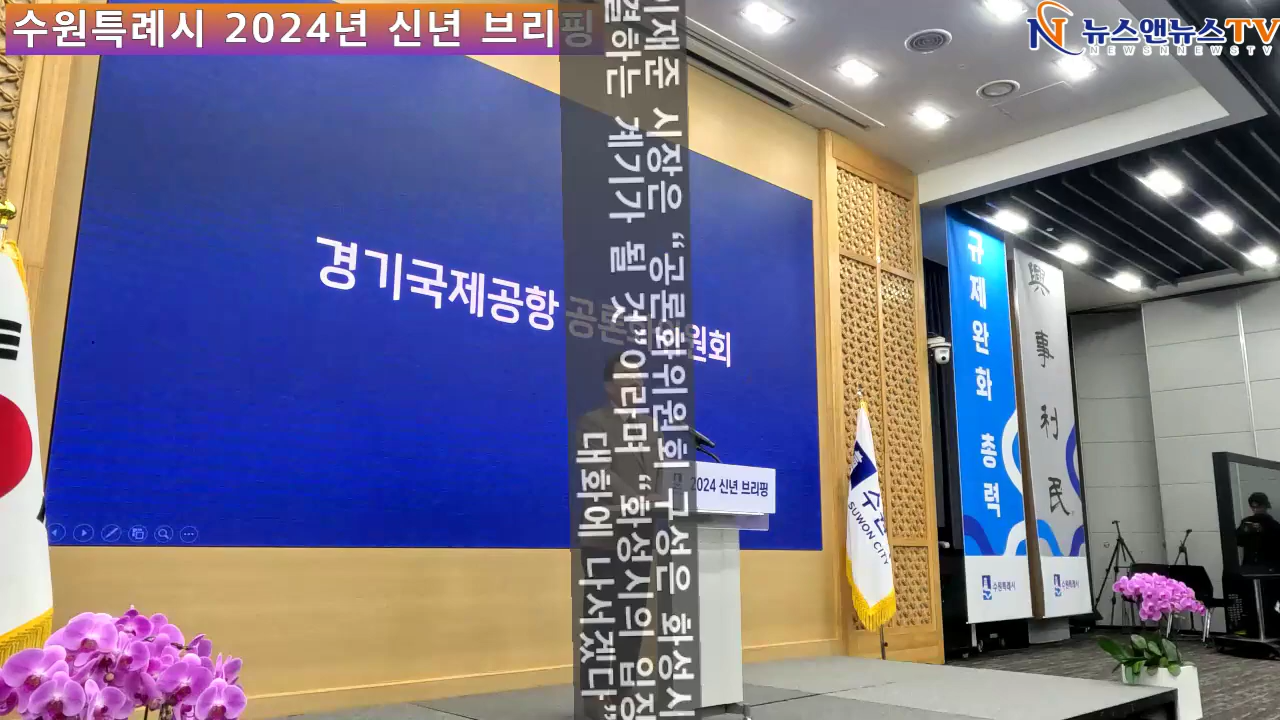 수원특례시 2024년 신년 브리핑
뉴스앤뉴스TV
NEWSNNEWSTV
경기국제공항 공론화위원회
이재준 시장은 “공론화위원회 구성은 화성시
하는 계기가 될 것”이라며 “화성시의 입장
대화에 나서겠다”
2024 신년 브리핑
수원
SUWON CITY
규제완화 총력
수원특례시
興事利民
수원특례시